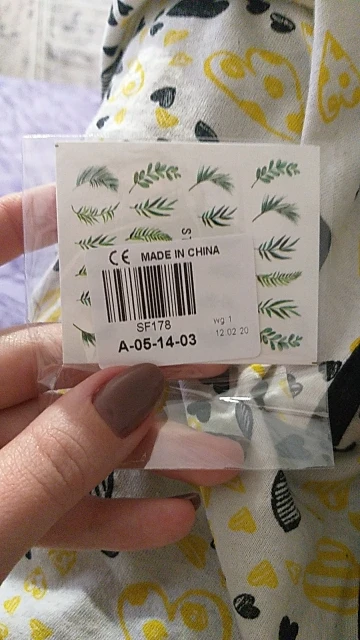 CE MADE IN CHINA
SF178
wg 1
12 02 20
A-05-14-03